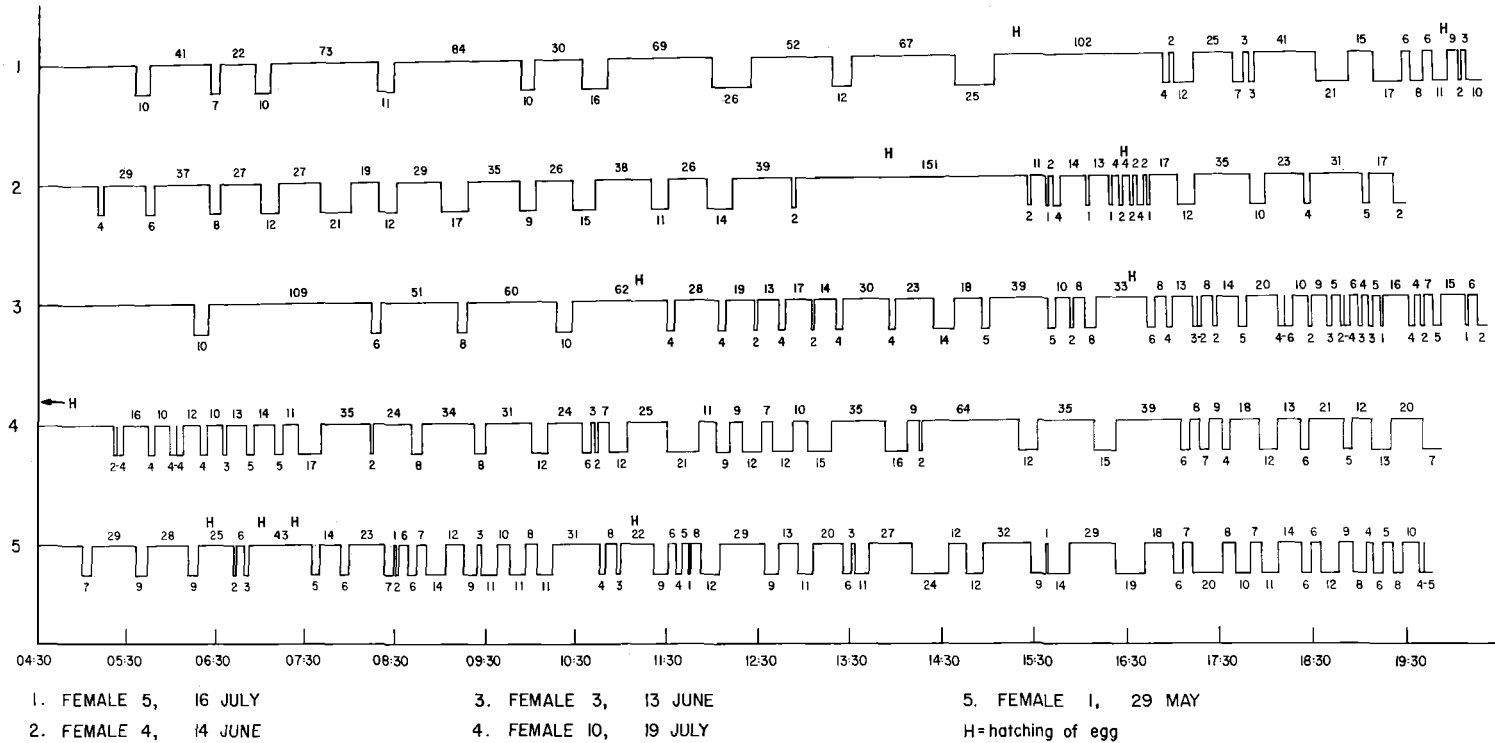 H H
41 22 73 84 30 69 52 67 102 2 25 3 41 15 6 6 9 3
1
10 7 10 11 10 16 26 12 25 4 12 7 3 21 17 8 11 2 10
H H
29 37 27 27 19 29 35 26 38 26 39 151 11 2 14 13 4 4 2 2 17 35 23 31 17
2
4 6 8 12 21 12 17 9 15 11 14 2 2 1 4 1 1 2 2 4 1 12 10 4 5 2
H H
109 51 60 62 28 19 13 17 14 30 23 18 39 10 8 33 8 13 8 14 20 10 9 5 6 4 5 16 4 7 15 6
3
10 6 8 10 4 4 2 4 2 4 4 14 5 5 2 8 6 4 3-2 2 5 4-6 2 3 2-4 3 3 1 4 2 5 1 2
H
16 10 12 10 13 14 11 35 24 34 31 24 3 7 25 11 9 7 10 35 9 64 35 39 6 9 18 13 21 12 20
4
2-4 4 4-4 4 3 5 5 17 2 8 8 12 6 2 12 21 9 12 12 15 16 2 12 15 6 7 4 12 6 5 13 7
H H H H
29 28 25 6 43 14 23 1 6 7 12 3 10 8 31 8 22 6 5 8 29 13 20 3 27 12 32 1 29 18 7 8 7 14 6 9 4 5 10
5
7 9 9 2 3 5 6 7 2 6 14 9 11 11 11 4 3 9 4 1 12 9 11 6 11 24 12 9 14 19 6 20 10 11 6 12 8 6 8 4-5
04:30 05:30 06:30 07:30 08:30 09:30 10:30 11:30 12:30 13:30 14:30 15:30 16:30 17:30 18:30 19:30
1. FEMALE 5, 16 JULY 3. FEMALE 3, 13 JUNE 5. FEMALE 1, 29 MAY
2. FEMALE 4, 14 JUNE 4. FEMALE 10, 19 JULY H=hatching of egg